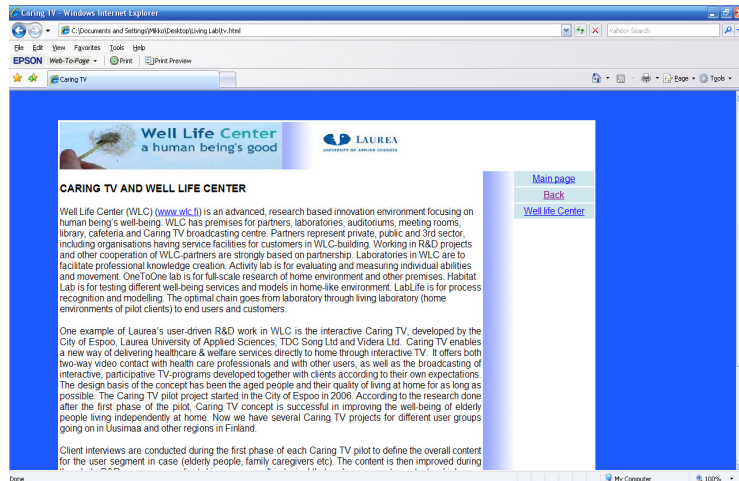 Caring TV - Windows Internet Explorer
C:\Documents and Settings\Mikko\Desktop\Living Lab\tv.html
Yahoo! Search
File Edit View Favorites Tools Help
EPSON Web-To-Page Print Print Preview
Caring TV
Page Tools
Well Life Center
a human being's good
LAUREA
UNIVERSITY OF APPLIED SCIENCES
Main page
Back
Well life Center
CARING TV AND WELL LIFE CENTER
Well Life Center (WLC) (www.wlc.fi) is an advanced, research based innovation environment focusing on
human being's well-being. WLC has premises for partners, laboratories, auditoriums, meeting rooms,
library, cafeteria and Caring TV broadcasting centre. Partners represent private, public and 3rd sector,
including organisations having service facilities for customers in WLC-building. Working in R&D projects
and other cooperation of WLC-partners are strongly based on partnership. Laboratories in WLC are to
facilitate professional knowledge creation. Activity lab is for evaluating and measuring individual abilities
and movement. OneToOne lab is for full-scale research of home environment and other premises. Habitat
Lab is for testing different well-being services and models in home-like environment. LabLife is for process
recognition and modelling. The optimal chain goes from laboratory through living laboratory (home
environments of pilot clients) to end users and customers.
One example of Laurea's user-driven R&D work in WLC is the interactive Caring TV, developed by the
City of Espoo, Laurea University of Applied Sciences, TDC Song Ltd and Videra Ltd. Caring TV enables
a new way of delivering healthcare & welfare services directly to home through interactive TV. It offers both
two-way video contact with health care professionals and with other users, as well as the broadcasting of
interactive, participative TV-programs developed together with clients according to their own expectations.
The design basis of the concept has been the aged people and their quality of living at home for as long as
possible. The Caring TV pilot project started in the City of Espoo in 2006. According to the research done
after the first phase of the pilot, Caring TV concept is successful in improving the well-being of elderly
people living independently at home. Now we have several Caring TV projects for different user groups
going on in Uusimaa and other regions in Finland.
Client interviews are conducted during the first phase of each Caring TV pilot to define the overall content
for the user segment in case (elderly people, family caregivers etc). The content is then improved during
Done
My Computer
100%